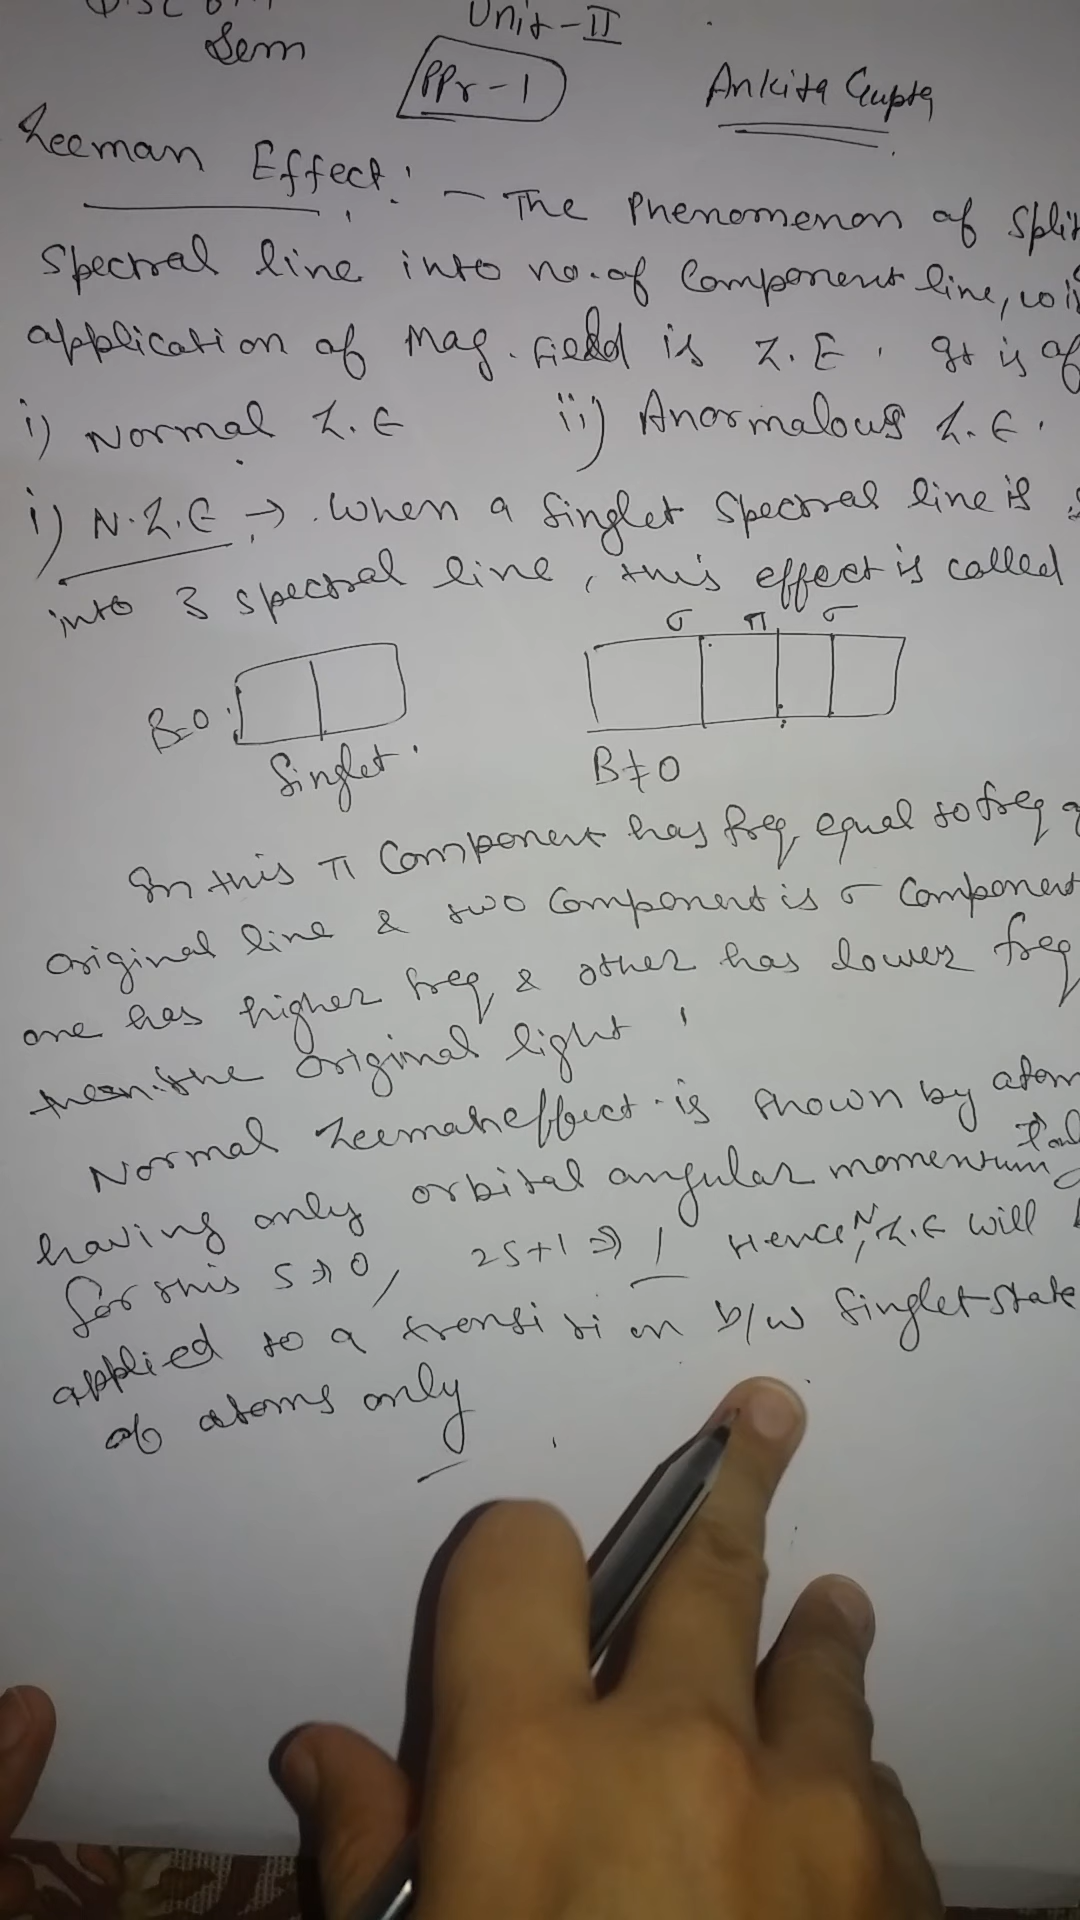 Unit-II
Sem
PPr-1
Ankita Gupta
Zeeman Effect:- The Phenomenon of Split
Spectral line into no. of Component line, wi
application of Mag. Field is Z.E. It is of
i) Normal Z.E ii) Anormalous Z.E.
i) N.Z.E → When a Singlet Spectral line is s
into 3 spectral line, this effect is called
σ π σ
B=0
Singlet.
B≠0
In this π Component has freq equal to freq of
original line & two Component is σ Component
one has higher freq & other has lower freq
than the original light
Normal Zeeman effect is shown by atom
having only orbital angular momentum
for this S⇒0, 2S+1⇒1 Hence, N.Z.E will
applied to a transition b/w Singlet state
of atoms only